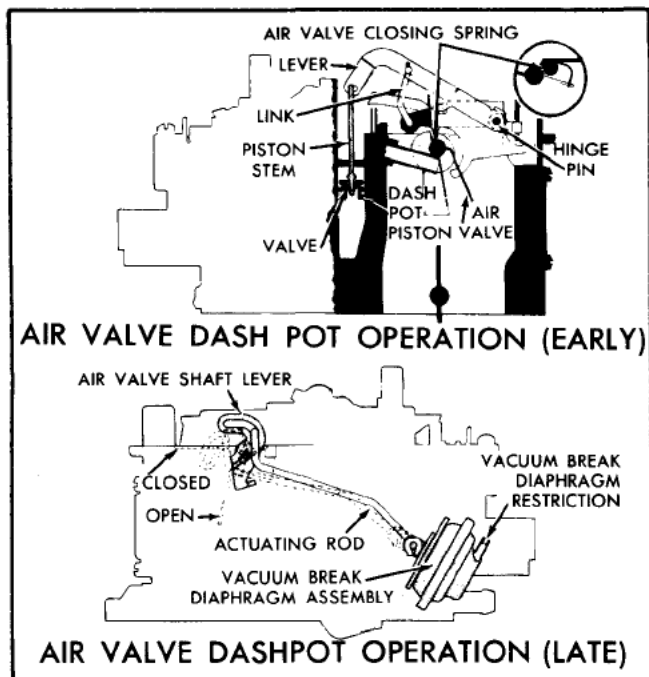 AIR VALVE CLOSING SPRING
LEVER
LINK
PISTON
STEM
HINGE
PIN
DASH
POT
PISTON
AIR
VALVE
VALVE
AIR VALVE DASH POT OPERATION (EARLY)
AIR VALVE SHAFT LEVER
VACUUM BREAK
DIAPHRAGM
RESTRICTION
CLOSED
OPEN
ACTUATING ROD
VACUUM BREAK
DIAPHRAGM ASSEMBLY
AIR VALVE DASHPOT OPERATION (LATE)